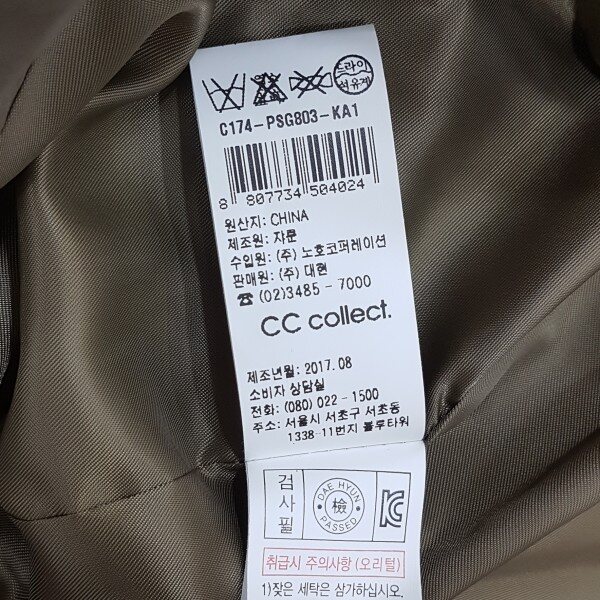 드라이
석유계
C174-PSG803-KA1
8 807734 504024
원산지: CHINA
제조원: 자문
수입원: (주) 노호코퍼레이션
판매원: (주) 대현
☎ (02)3485-7000
CC collect.
제조년월: 2017.08
소비자 상담실
전화: (080) 022-1500
주소: 서울시 서초구 서초동
1338-11번지 블루타워
검사필
DAE HYUN
檢
PASSED
KC
취급시 주의사항 (오리털)
1)잦은 세탁은 삼가하십시오.